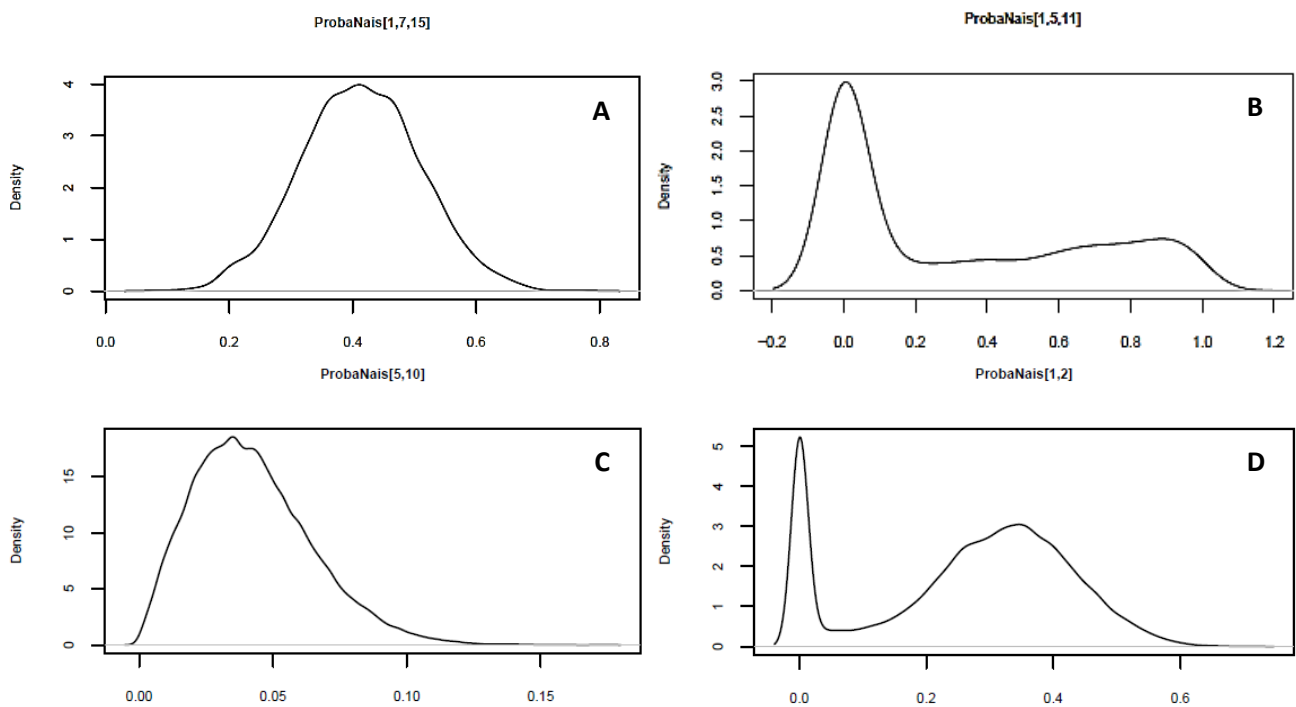 ProbaNais[1,7,15]
A
Density
0
1
2
3
4
0.0 0.2 0.4 0.6 0.8
ProbaNais[1,5,11]
B
Density
0.0
0.5
1.0
1.5
2.0
2.5
3.0
−0.2 0.0 0.2 0.4 0.6 0.8 1.0 1.2
ProbaNais[5,10]
C
Density
0
5
10
15
0.00 0.05 0.10 0.15
ProbaNais[1,2]
D
Density
0
1
2
3
4
5
0.0 0.2 0.4 0.6